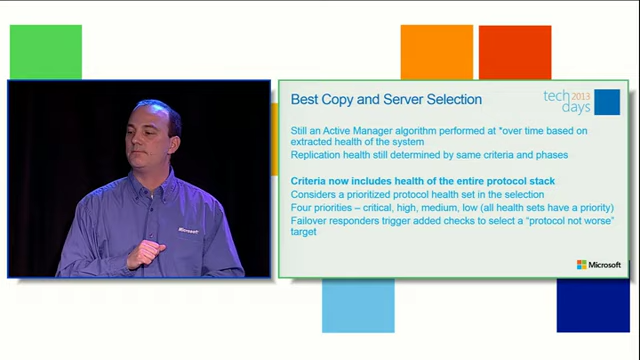 Best Copy and Server Selection
tech 2013
days
Still an Active Manager algorithm performed at *over time based on
extracted health of the system
Replication health still determined by same criteria and phases
Criteria now includes health of the entire protocol stack
Considers a prioritized protocol health set in the selection
Four priorities – critical, high, medium, low (all health sets have a priority)
Failover responders trigger added checks to select a “protocol not worse”
target
Microsoft
Microsoft